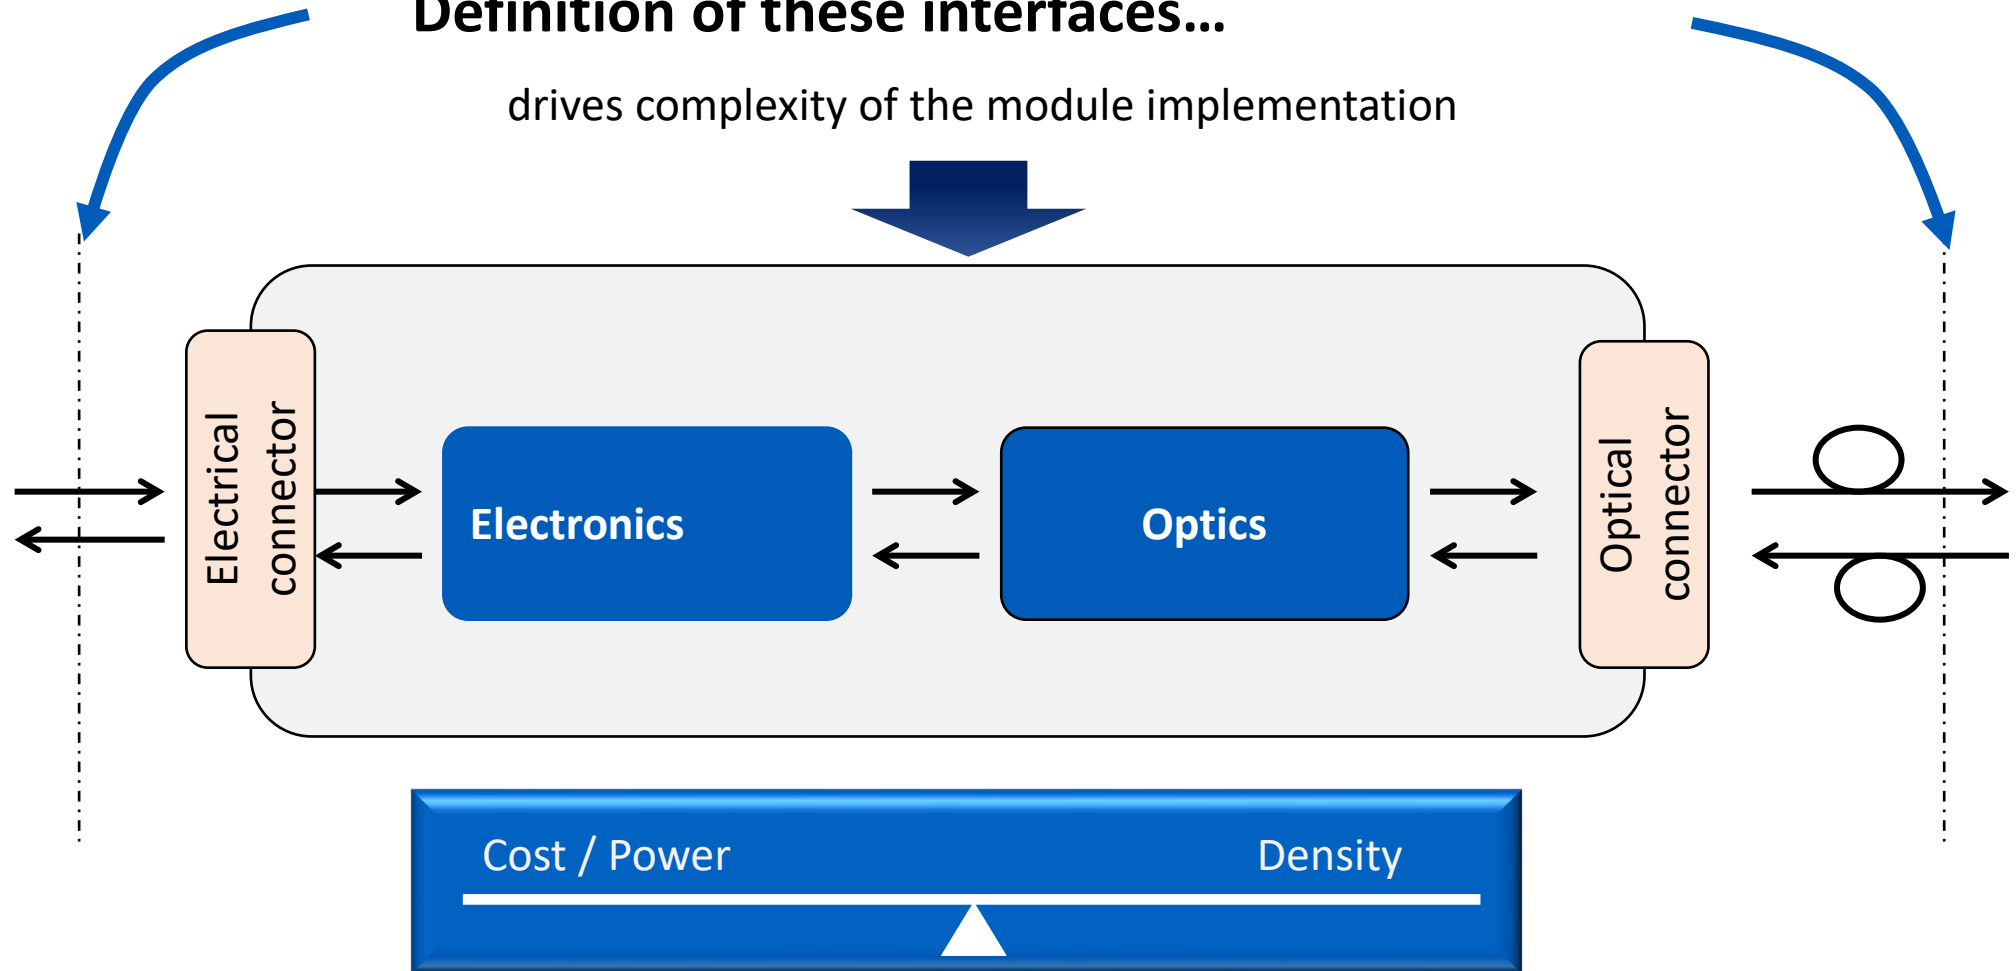 Definition of these interfaces…
drives complexity of the module implementation
Electrical
connector
Electronics
Optics
Optical
connector
Cost / Power
Density